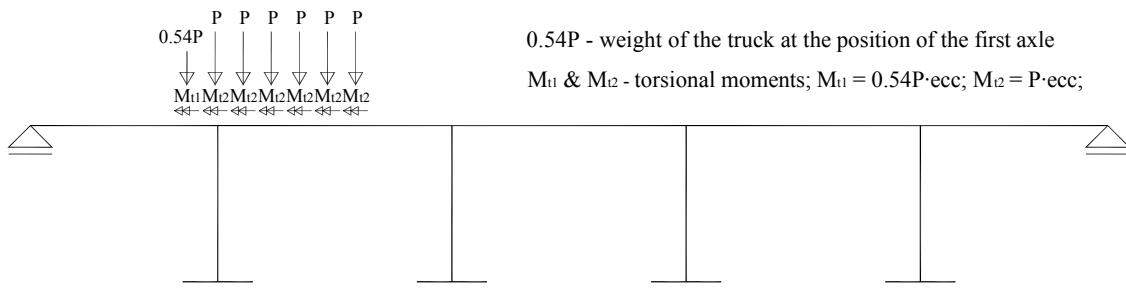 P P P P P P
0.54P
0.54P - weight of the truck at the position of the first axle
Mt1 Mt2 Mt2 Mt2 Mt2 Mt2 Mt2
Mt1 & Mt2 - torsional moments; Mt1 = 0.54P·ecc; Mt2 = P·ecc;